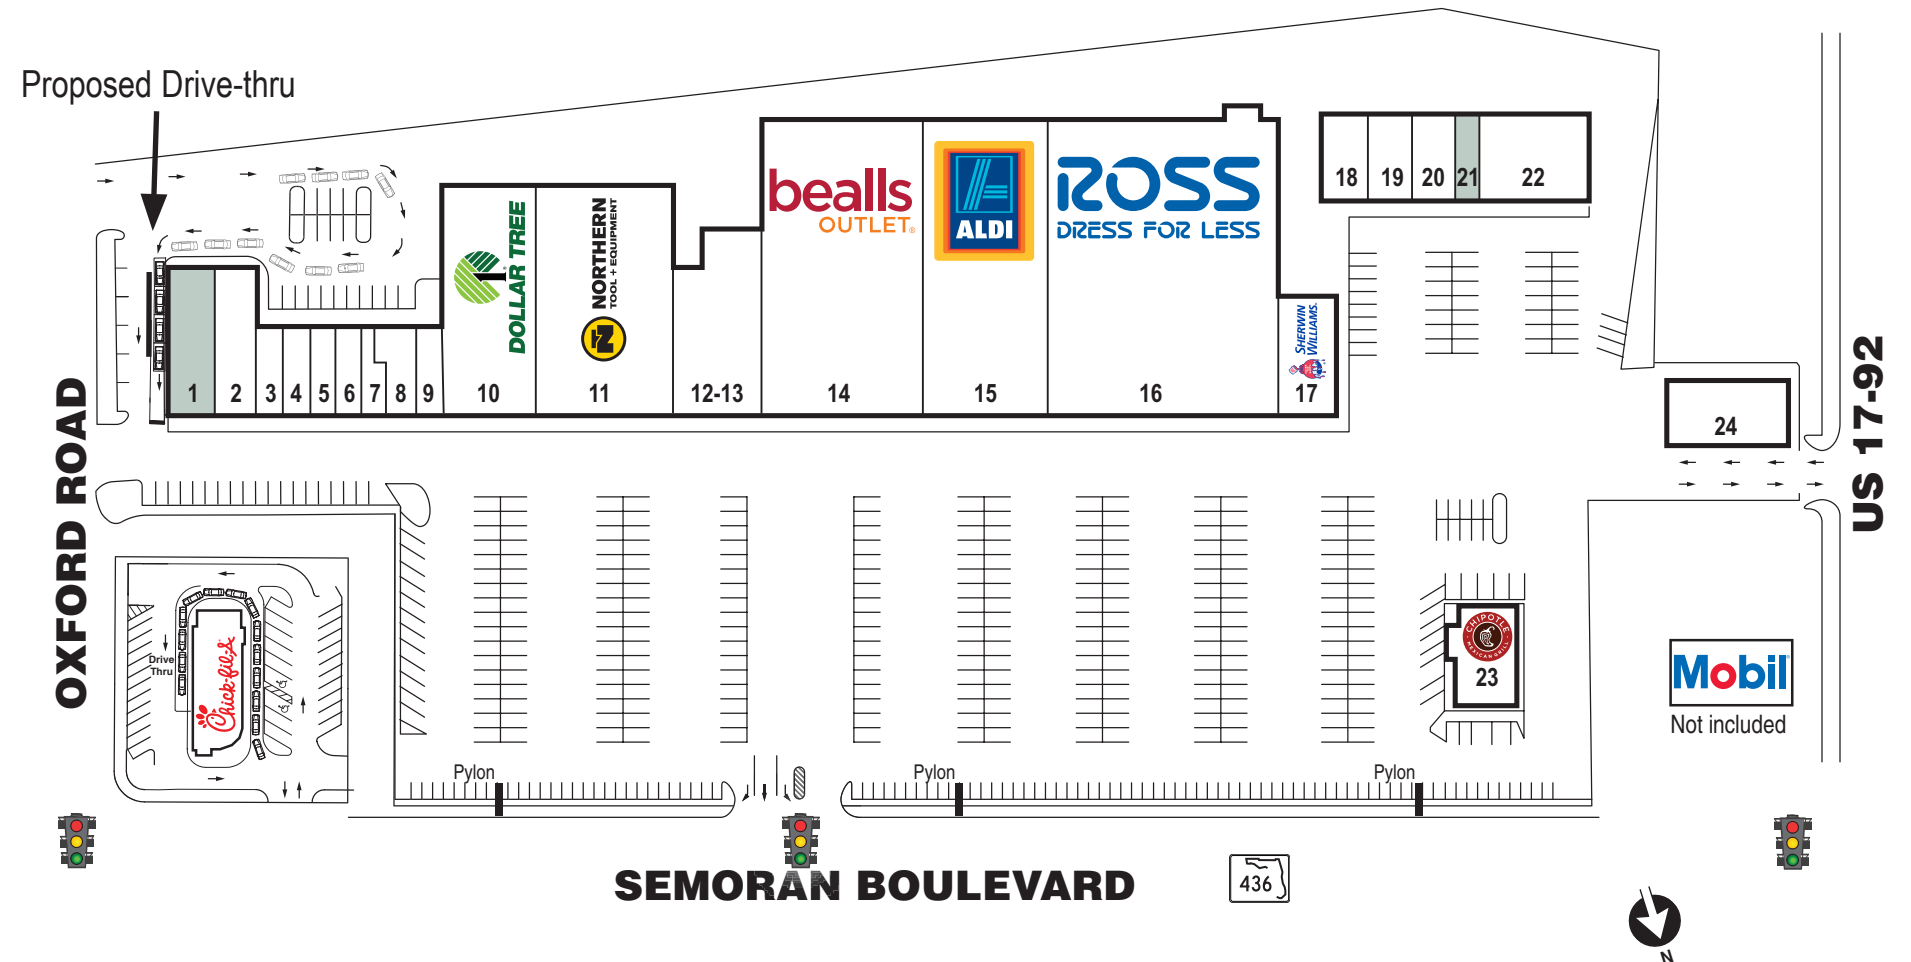 Proposed Drive-thru
bealls
OUTLET®
ALDI
ROSS
DRESS FOR LESS
DOLLAR TREE
NORTHERN
TOOL + EQUIPMENT
N
SHERWIN
WILLIAMS.
18
19
20
21
22
1
2
3
4
5
6
7
8
9
10
11
12-13
14
15
16
17
24
OXFORD ROAD
US 17-92
Drive
Thru
Chick-fil-A
CHIPOTLE
MEXICAN GRILL
23
Mobil
Not included
Pylon
Pylon
Pylon
SEMORAN BOULEVARD
436
N